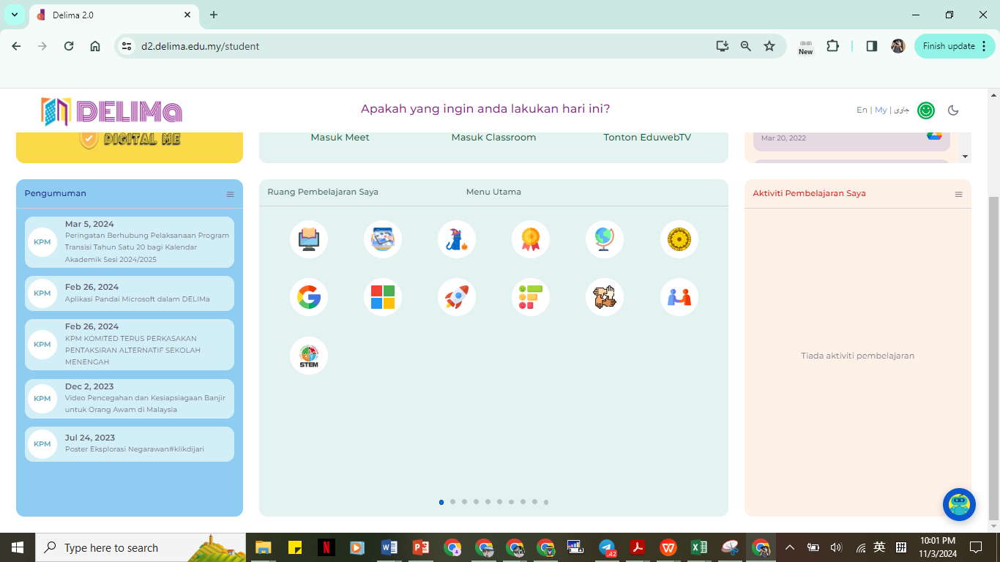 Delima 2.0
d2.delima.edu.my/student
New
Finish update
DELIMa
Apakah yang ingin anda lakukan hari ini?
En | My | جاوي
DIGITAL ME
Masuk Meet
Masuk Classroom
Tonton EduwebTV
Mar 20, 2022
Pengumuman
KPM
Mar 5, 2024
Peringatan Berhubung Pelaksanaan Program
Transisi Tahun Satu 20 bagi Kalendar
Akademik Sesi 2024/2025
KPM
Feb 26, 2024
Aplikasi Pandai Microsoft dalam DELIMa
KPM
Feb 26, 2024
KPM KOMITED TERUS PERKASAKAN
PENTAKSIRAN ALTERNATIF SEKOLAH
MENENGAH
KPM
Dec 2, 2023
Video Pencegahan dan Kesiapsiagaan Banjir
untuk Orang Awam di Malaysia
KPM
Jul 24, 2023
Poster Eksplorasi Negarawan#klikdijari
Ruang Pembelajaran Saya
Menu Utama
STEM
Aktiviti Pembelajaran Saya
Tiada aktiviti pembelajaran
Type here to search
.42
英
拼
10:01 PM
11/3/2024